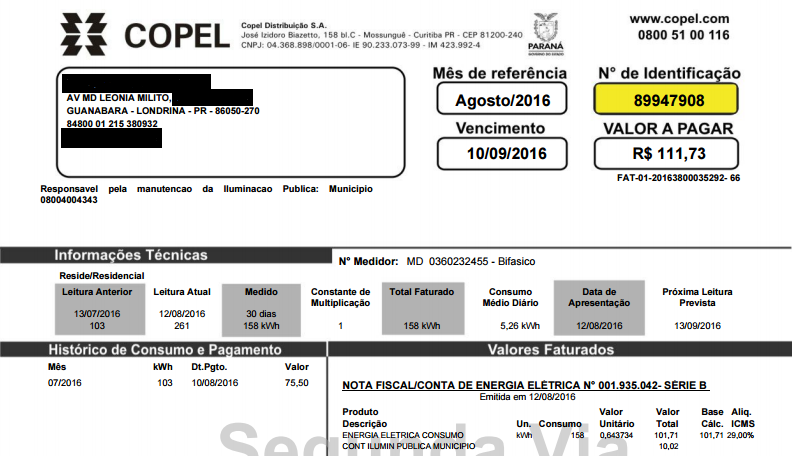 COPEL
Copel Distribuição S.A.
José Izidoro Biazetto, 158 bl.C - Mossunguê - Curitiba PR - CEP 81200-240
CNPJ: 04.368.898/0001-06- IE 90.233.073-99 - IM 423.992-4
PARANÁ
GOVERNO DO ESTADO
www.copel.com
0800 51 00 116
AV MD LEONIA MILITO,
GUANABARA - LONDRINA - PR - 86050-270
84800 01 215 380932
Mês de referência
Agosto/2016
Vencimento
10/09/2016
N° de Identificação
89947908
VALOR A PAGAR
R$ 111,73
FAT-01-20163800035292- 66
Responsavel pela manutencao da Iluminacao Publica: Municipio
08004004343
Informações Técnicas
N° Medidor: MD 0360232455 - Bifasico
Reside/Residencial
Leitura Anterior Leitura Atual Medido Constante de Multiplicação Total Faturado Consumo Médio Diário Data de Apresentação Próxima Leitura Prevista
13/07/2016 12/08/2016 30 dias
103 261 158 kWh 1 158 kWh 5,26 kWh 12/08/2016 13/09/2016
Histórico de Consumo e Pagamento
Mês kWh Dt.Pgto. Valor
07/2016 103 10/08/2016 75,50
Valores Faturados
NOTA FISCAL/CONTA DE ENERGIA ELÉTRICA N° 001.935.042- SÉRIE B
Emitida em 12/08/2016
Produto Descrição Un. Consumo Valor Unitário Valor Total Base Cálc. Aliq. ICMS
ENERGIA ELETRICA CONSUMO kWh 158 0,643734 101,71 101,71 29,00%
CONT ILUMIN PUBLICA MUNICIPIO 10,02
Segunda Via